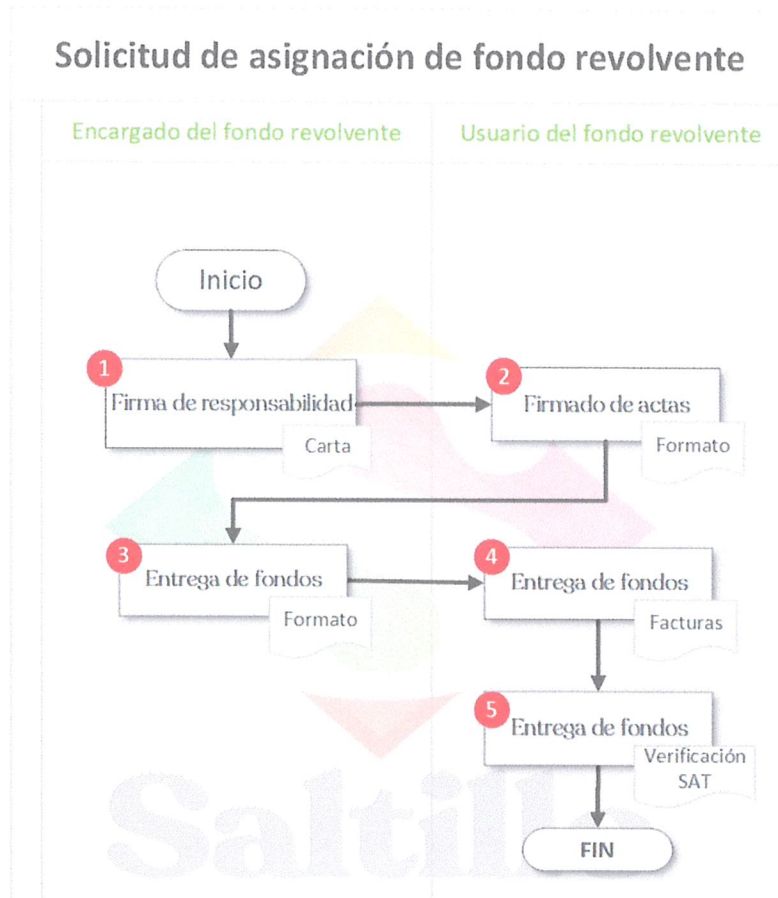 Solicitud de asignación de fondo revolvente
Encargado del fondo revolvente
Usuario del fondo revolvente
Inicio
1
Firma de responsabilidad
Carta
2
Firmado de actas
Formato
3
Entrega de fondos
Formato
4
Entrega de fondos
Facturas
5
Entrega de fondos
Verificación
SAT
FIN
Saltillo